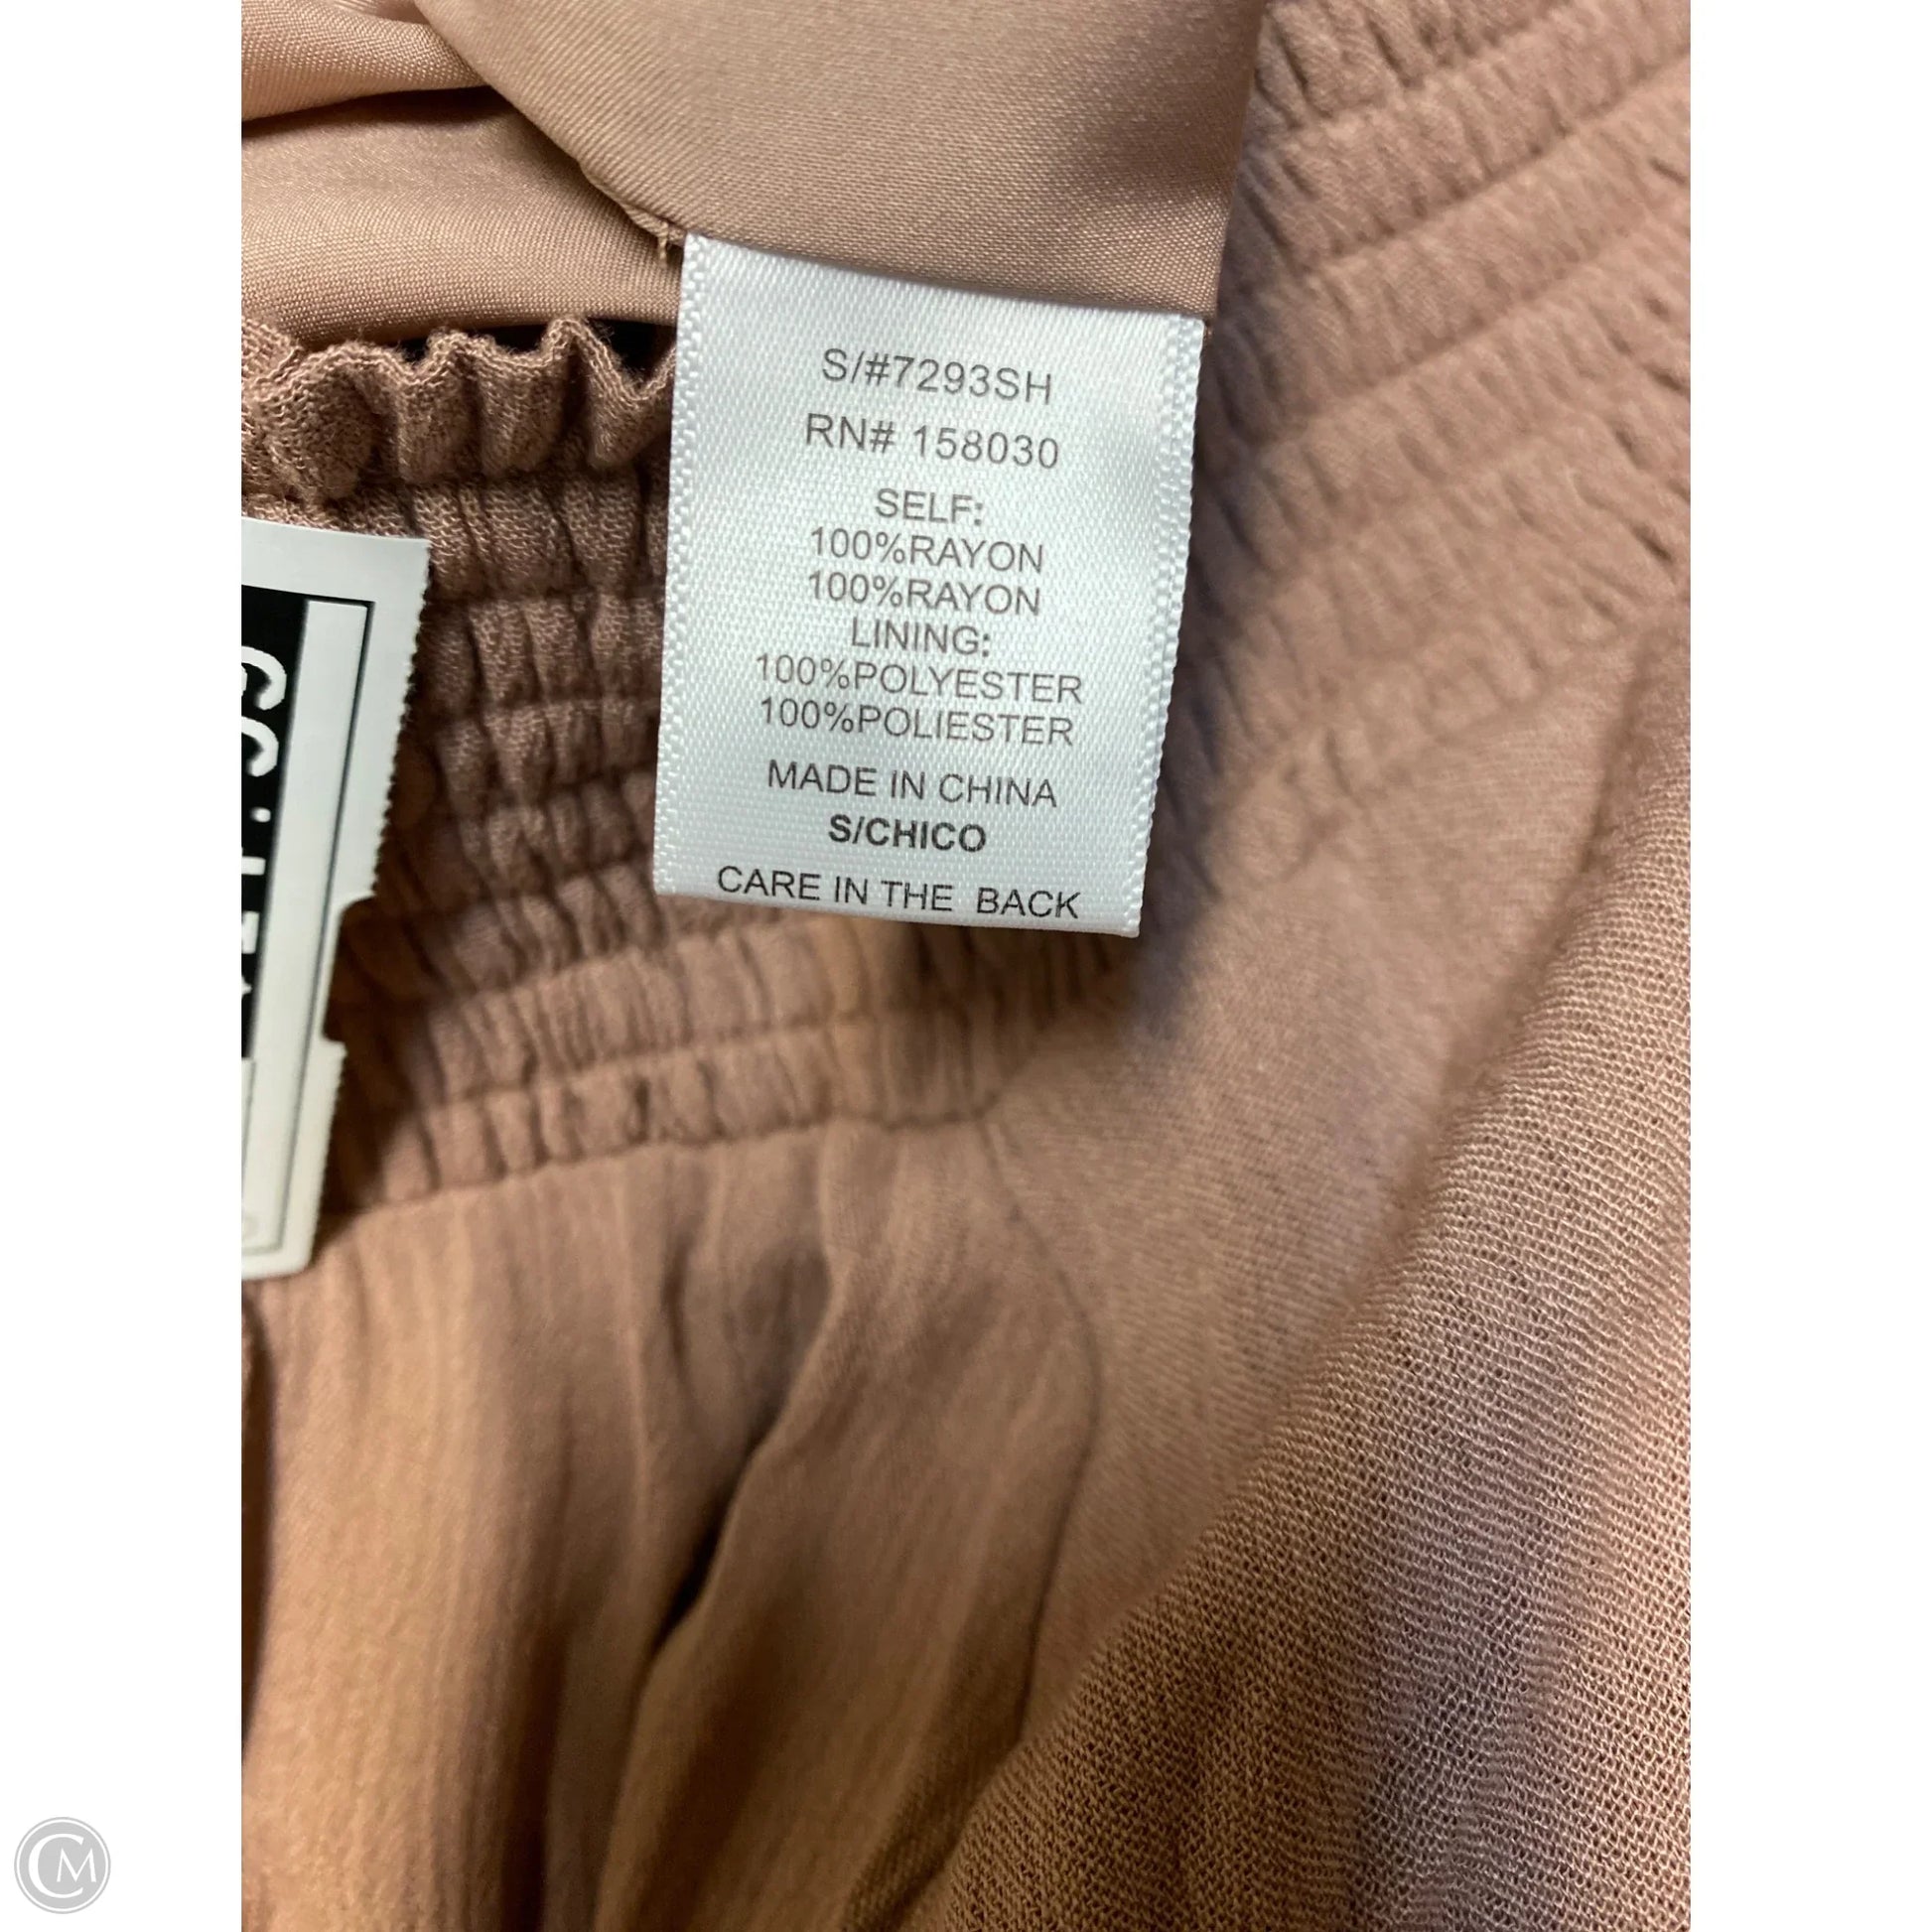 S/#7293SH
RN# 158030
SELF:
100%RAYON
100%RAYON
LINING:
100%POLYESTER
100%POLIESTER
MADE IN CHINA
S/CHICO
CARE IN THE BACK
CM